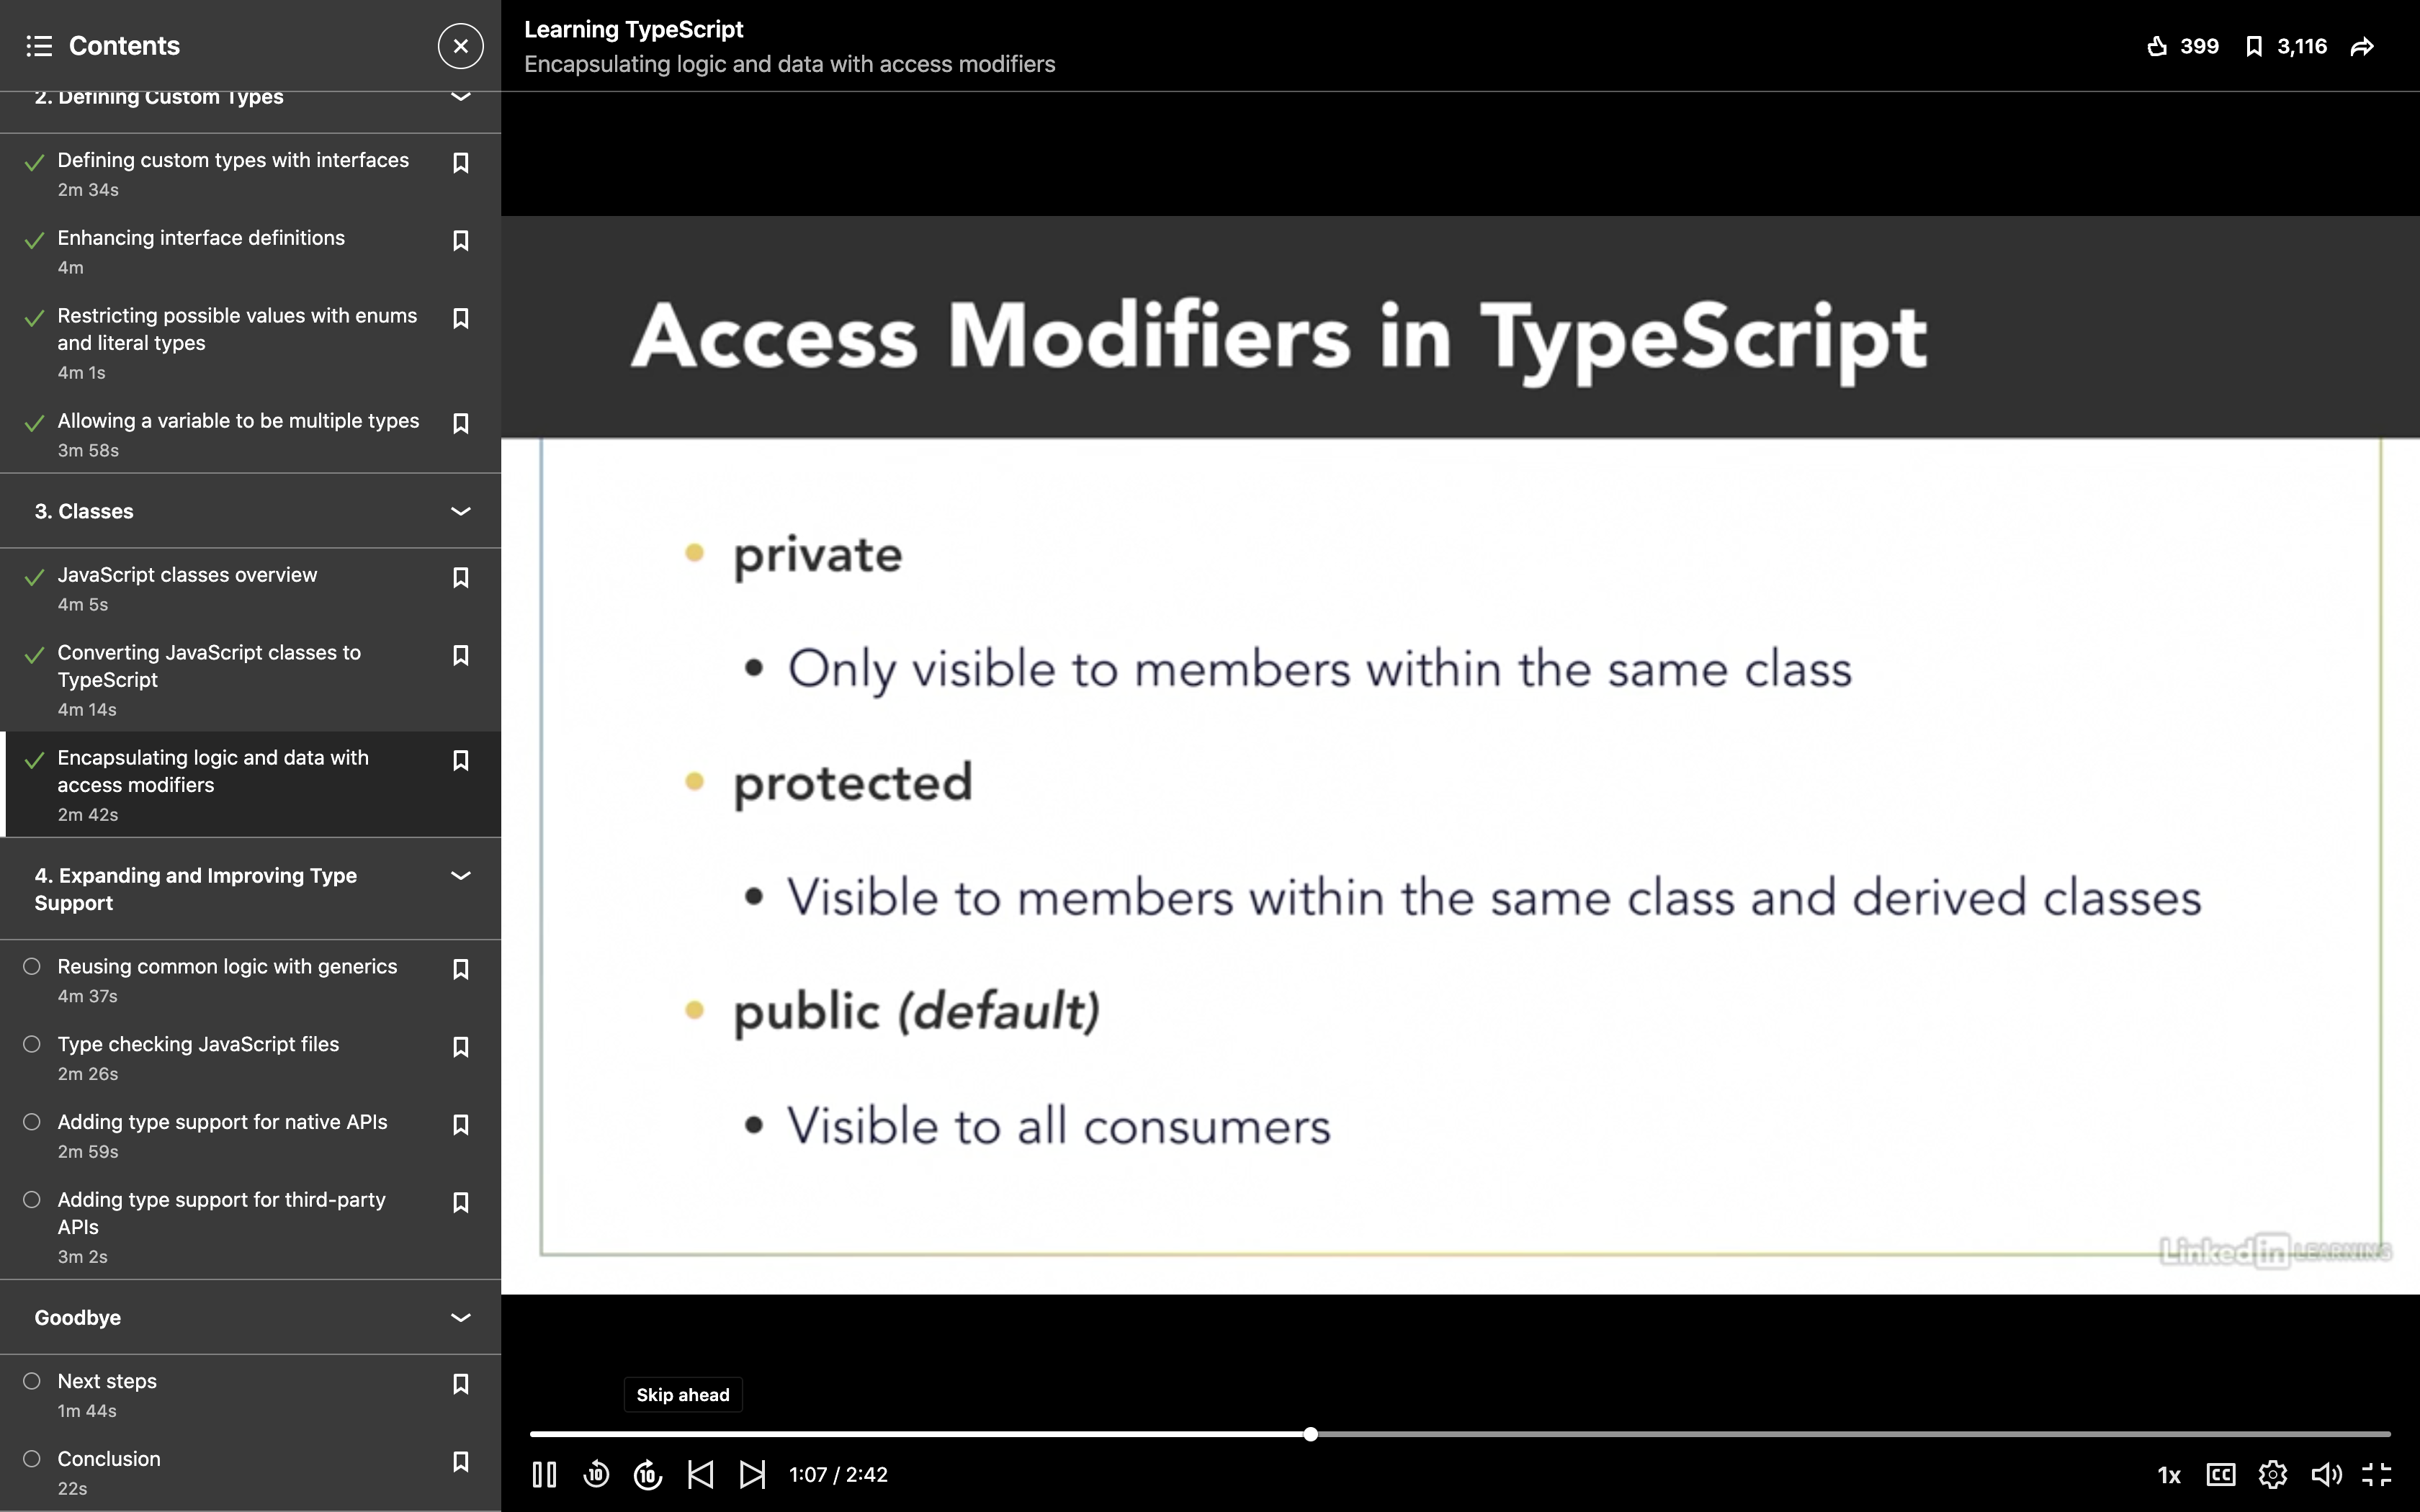 Contents
2. Defining Custom Types
Defining custom types with interfaces
2m 34s
Enhancing interface definitions
4m
Restricting possible values with enums
and literal types
4m 1s
Allowing a variable to be multiple types
3m 58s
3. Classes
JavaScript classes overview
4m 5s
Converting JavaScript classes to
TypeScript
4m 14s
Encapsulating logic and data with
access modifiers
2m 42s
4. Expanding and Improving Type
Support
Reusing common logic with generics
4m 37s
Type checking JavaScript files
2m 26s
Adding type support for native APIs
2m 59s
Adding type support for third-party
APIs
3m 2s
Goodbye
Next steps
1m 44s
Conclusion
22s
Learning TypeScript
Encapsulating logic and data with access modifiers
399
3,116
Access Modifiers in TypeScript
• private
• Only visible to members within the same class
• protected
• Visible to members within the same class and derived classes
• public (default)
• Visible to all consumers
Linked in LEARNING
Skip ahead
10
10
1:07 / 2:42
1x
CC